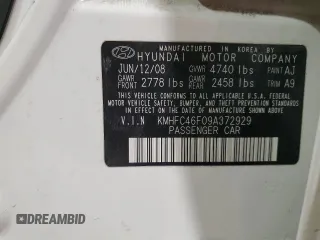 MANUFACTURED IN KOREA BY
HYUNDAI MOTOR COMPANY
JUN/12/08 GVWR 4740 lbs PAINT AJ
GAWR FRONT 2778 lbs GAWR REAR 2458 lbs TRIM A9
THIS VEHICLE CONFORMS TO ALL APPLICABLE
U.S.A. FEDERAL MOTOR VEHICLE SAFETY, BUMPER,
AND THEFT PREVENTION STANDARDS IN EFFECT ON
THE DATE OF MANUFACTURE SHOWN ABOVE.
V.I.N KMHFC46F09A372929
PASSENGER CAR
© DREAMBID